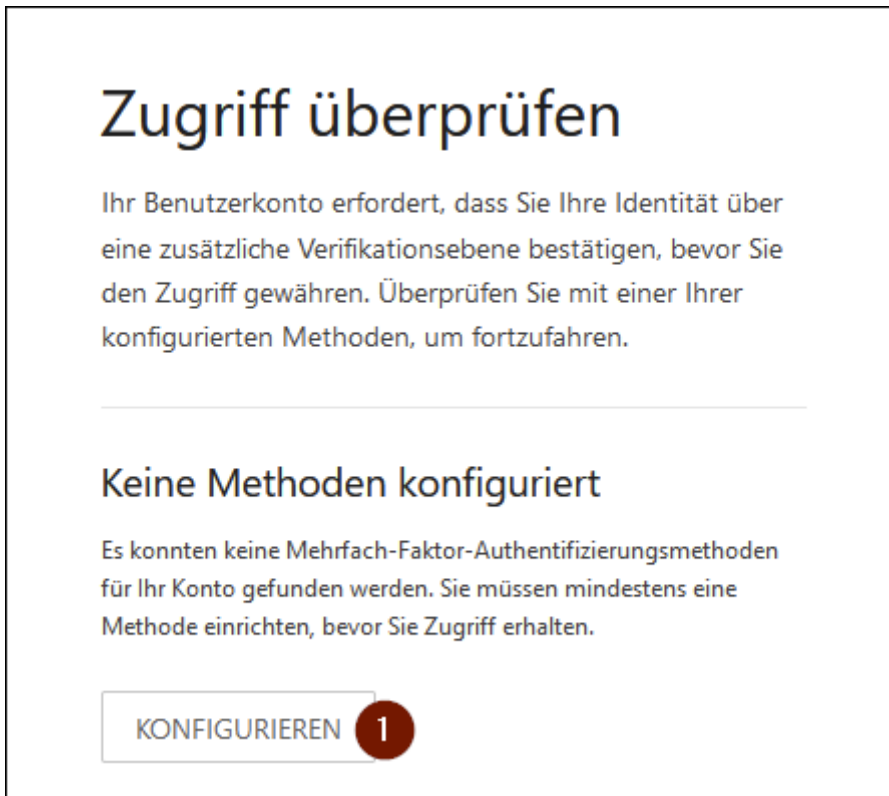 Zugriff überprüfen
Ihr Benutzerkonto erfordert, dass Sie Ihre Identität über
eine zusätzliche Verifikationsebene bestätigen, bevor Sie
den Zugriff gewähren. Überprüfen Sie mit einer Ihrer
konfigurierten Methoden, um fortzufahren.
Keine Methoden konfiguriert
Es konnten keine Mehrfach-Faktor-Authentifizierungsmethoden
für Ihr Konto gefunden werden. Sie müssen mindestens eine
Methode einrichten, bevor Sie Zugriff erhalten.
KONFIGURIEREN 1